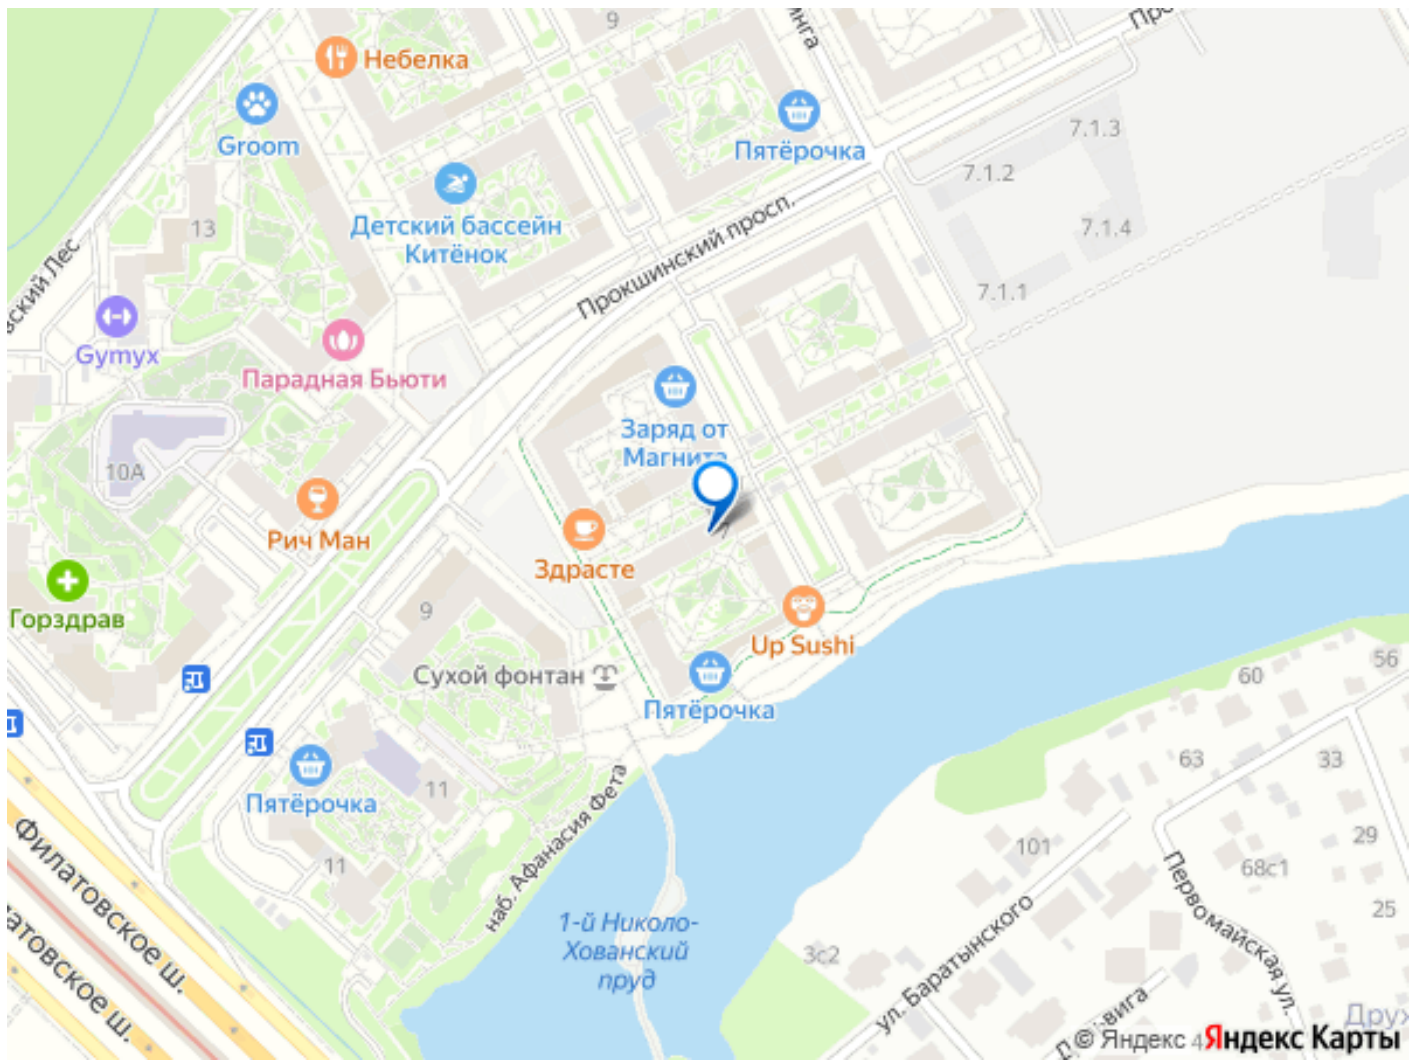 9
Небелка
Groom
Пятёрочка
7.1.3
7.1.2
7.1.4
7.1.1
13
Детский бассейн
Китёнок
Прокшинский просп.
Gymyx
Парадная Бьюти
Заряд от
Магнита
10А
Рич Ман
Здрасте
7
Горздрав
9
Up Sushi
Сухой фонтан
Пятёрочка
Пятёрочка
11
11
наб. Афанасия Фета
Филатовское ш.
1-й Николо-
Хованский
пруд
56
60
63
33
29
101
68с1
25
3с2
ул. Баратынского
Первомайская ул.
© Яндекс
4
Яндекс Карты